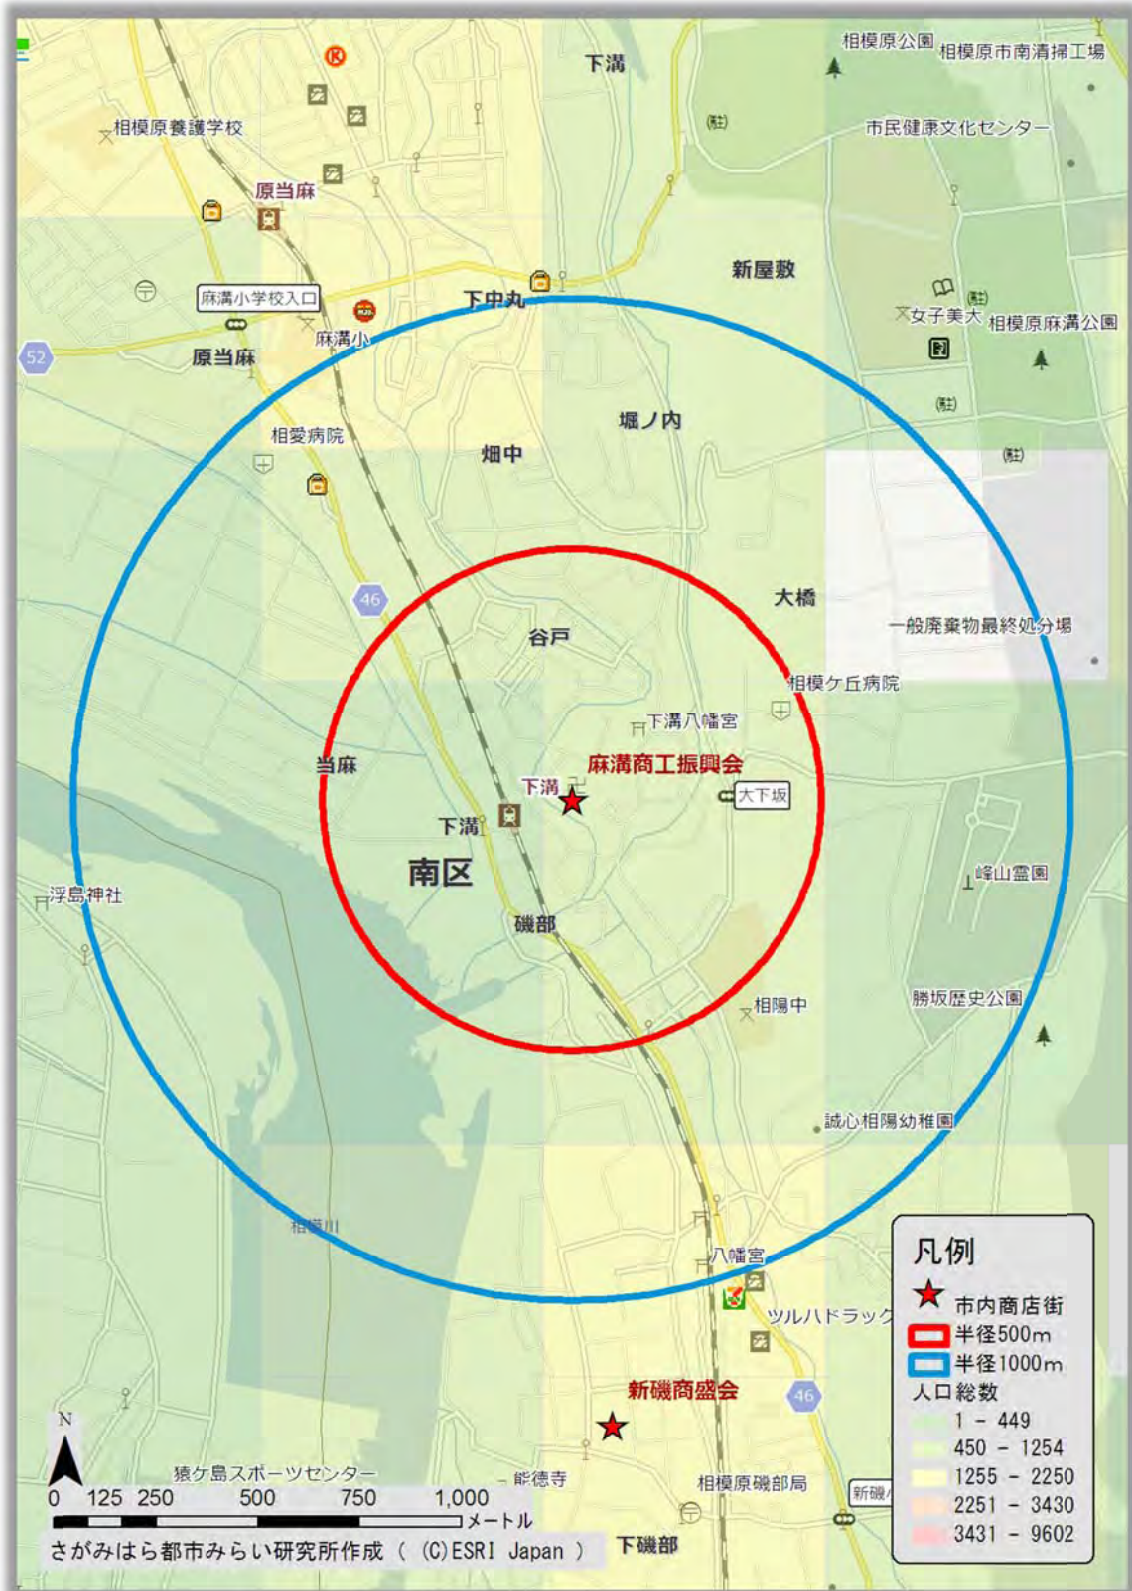 相模原公園
相模原市南清掃工場
下溝
(駐)
相模原養護学校
市民健康文化センター
原当麻
新屋敷
麻溝小学校入口
下中丸
(駐)
女子美大
相模原麻溝公園
麻溝小
52
原当麻
(駐)
堀ノ内
相愛病院
畑中
(駐)
46
大橋
谷戸
一般廃棄物最終処分場
相模ケ丘病院
下溝八幡宮
当麻
麻溝商工振興会
下溝
大下坂
下溝
南区
峰山霊園
浮島神社
磯部
勝坂歴史公園
相陽中
誠心相陽幼稚園
相模川
八幡宮
ツルハドラック
新磯商盛会
46
猿ケ島スポーツセンター
能徳寺
相模原磯部局
新磯
下磯部
凡例
市内商店街
半径500m
半径1000m
人口総数
1 - 449
450 - 1254
1255 - 2250
2251 - 3430
3431 - 9602
N
0 125 250 500 750 1,000
メートル
さがみはら都市みらい研究所作成 ( (C)ESRI Japan )